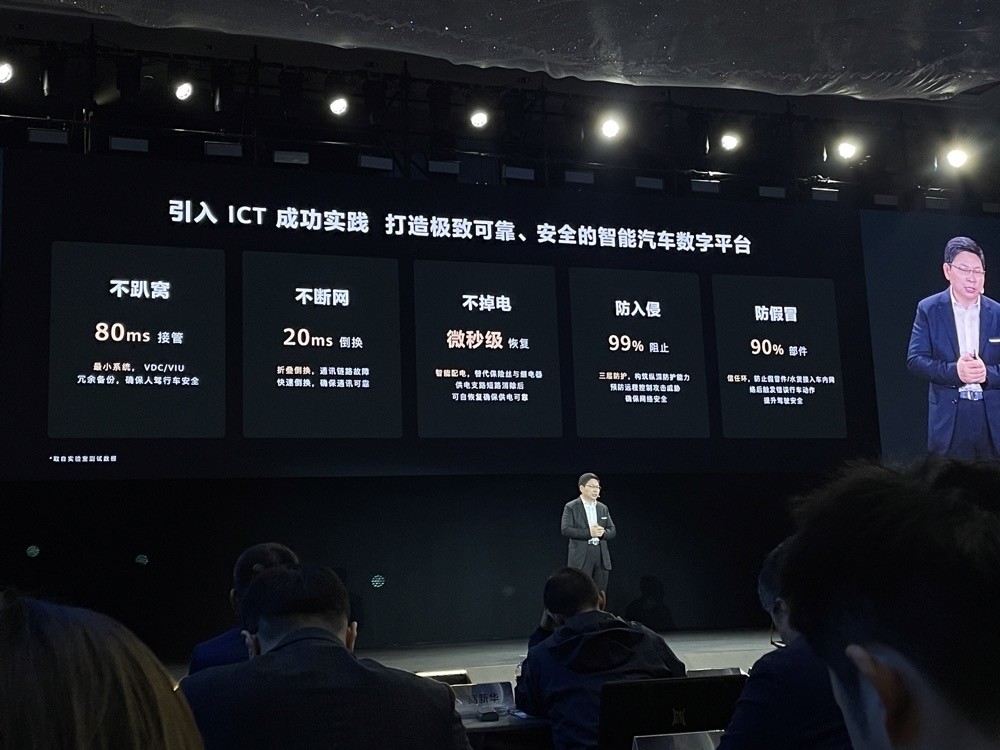 引入 ICT 成功实践 打造极致可靠、安全的智能汽车数字平台
不趴窝
80ms 接管
最小系统, VDC/VIU
冗余备份，确保人驾行车安全
不断网
20ms 倒换
折叠倒换，通讯链路故障
快速倒换，确保通讯可靠
不掉电
微秒级 恢复
智能配电，替代保险丝与继电器
供电支路短路消除后
可自恢复确保供电可靠
防入侵
99% 阻止
三层防护，构筑纵深防护能力
预防远程控制攻击威胁
确保网络安全
防假冒
90% 部件
信任环，防止假冒件/水货接入车内网
络后触发错误行车动作
提升驾驶安全
*取自实验室测试数据
新华